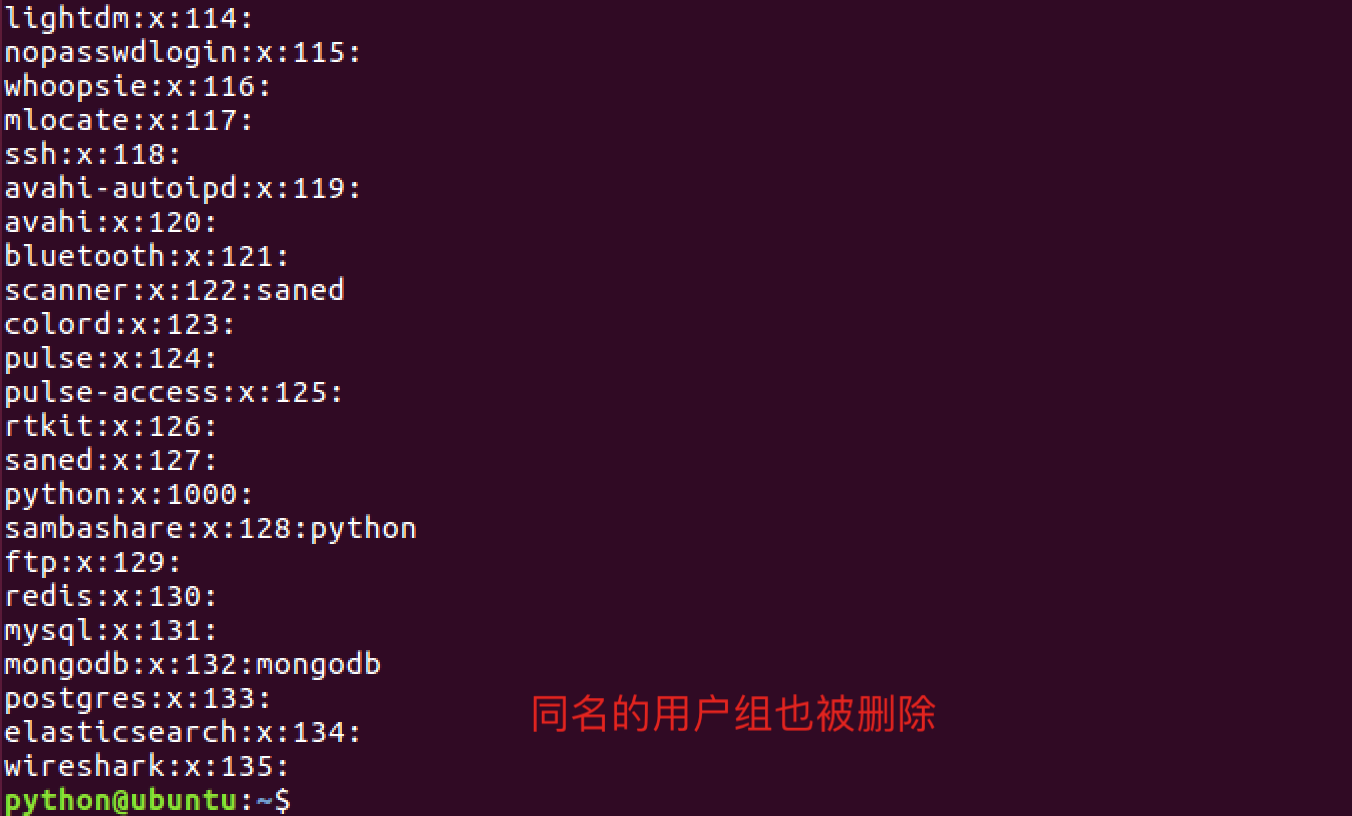 lightdm:x:114:
nopasswdlogin:x:115:
whoopsie:x:116:
mlocate:x:117:
ssh:x:118:
avahi-autoipd:x:119:
avahi:x:120:
bluetooth:x:121:
scanner:x:122:saned
colord:x:123:
pulse:x:124:
pulse-access:x:125:
rtkit:x:126:
saned:x:127:
python:x:1000:
sambashare:x:128:python
ftp:x:129:
redis:x:130:
mysql:x:131:
mongodb:x:132:mongodb
postgres:x:133:
同名的用户组也被删除
elasticsearch:x:134:
wireshark:x:135:
python@ubuntu:~$